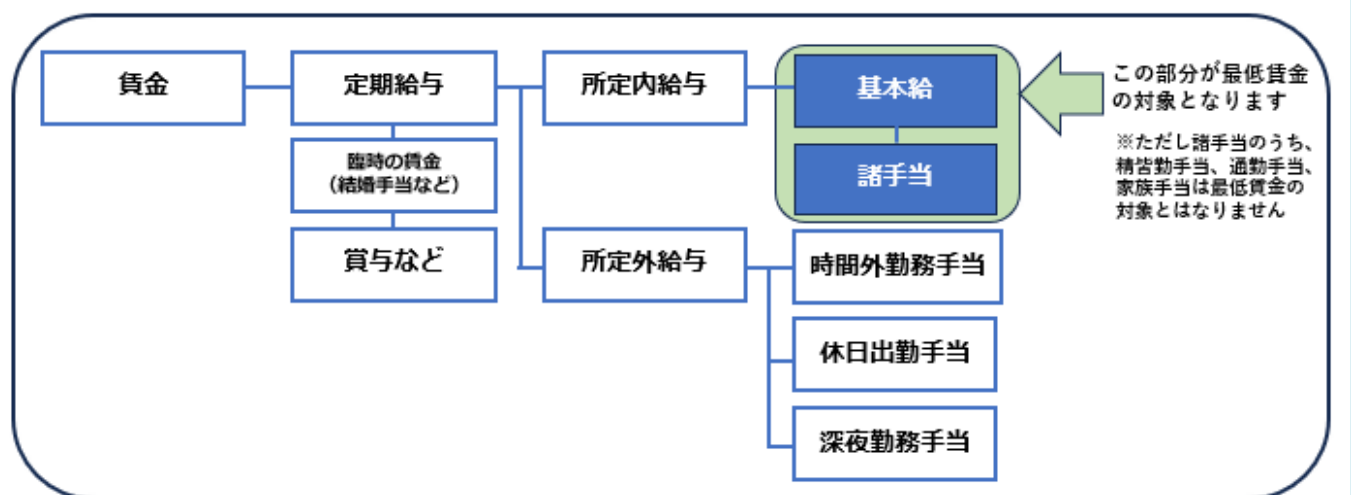 賃金
定期給与
臨時の賃金
(結婚手当など)
賞与など
所定内給与
所定外給与
基本給
諸手当
時間外勤務手当
休日出勤手当
深夜勤務手当
この部分が最低賃金
の対象となります
※ただし諸手当のうち、
精皆勤手当、通勤手当、
家族手当は最低賃金の
対象とはなりません